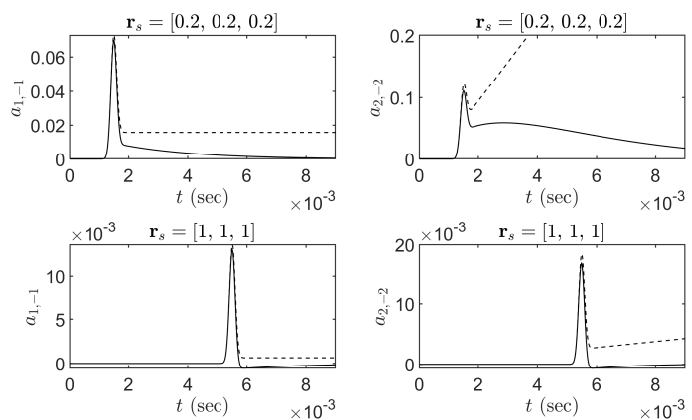 r_s = [0.2, 0.2, 0.2]
a_{1,−1}
0.06
0.04
0.02
0
0 2 4 6 8
t (sec)
×10^{-3}
r_s = [0.2, 0.2, 0.2]
a_{2,−2}
0.2
0.1
0
0 2 4 6 8
t (sec)
×10^{-3}
×10^{-3}
r_s = [1, 1, 1]
a_{1,−1}
10
5
0
0 2 4 6 8
t (sec)
×10^{-3}
×10^{-3}
r_s = [1, 1, 1]
a_{2,−2}
20
10
0
0 2 4 6 8
t (sec)
×10^{-3}